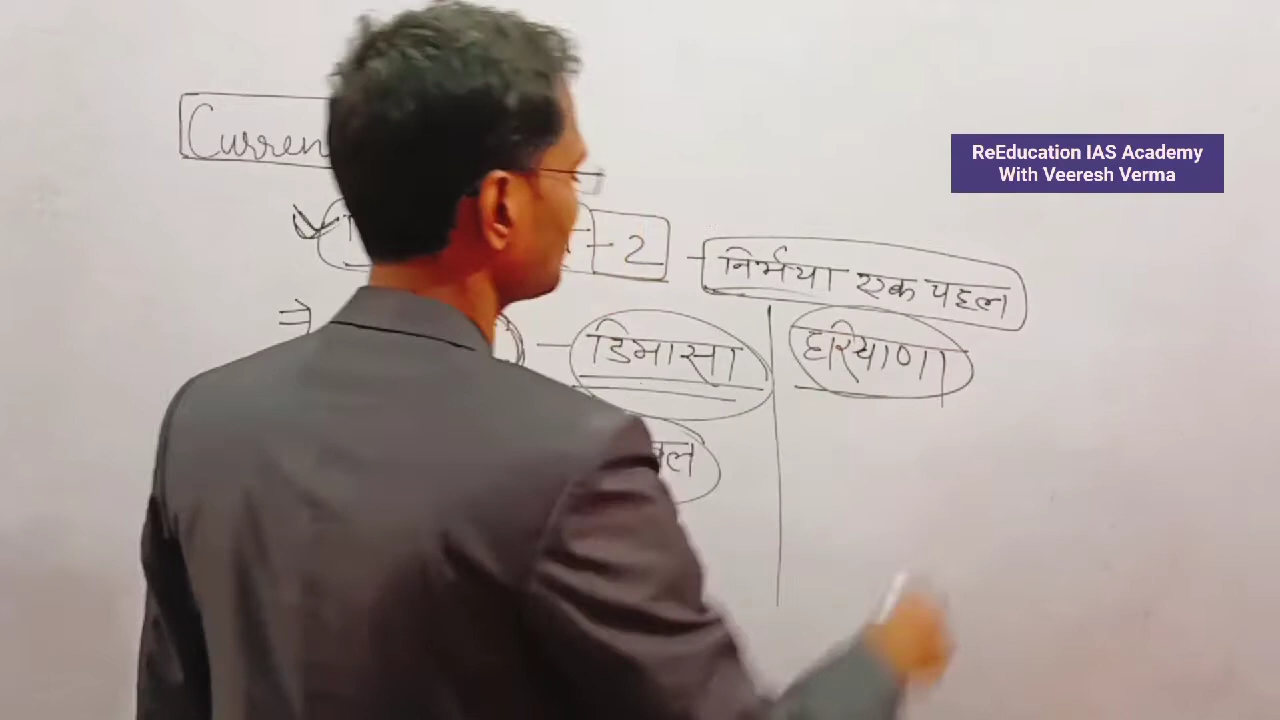 Curren
ReEducation IAS Academy
With Veeresh Verma
- 2 - निर्भया एक पहल
⇒ - डिमासा हरियाणा